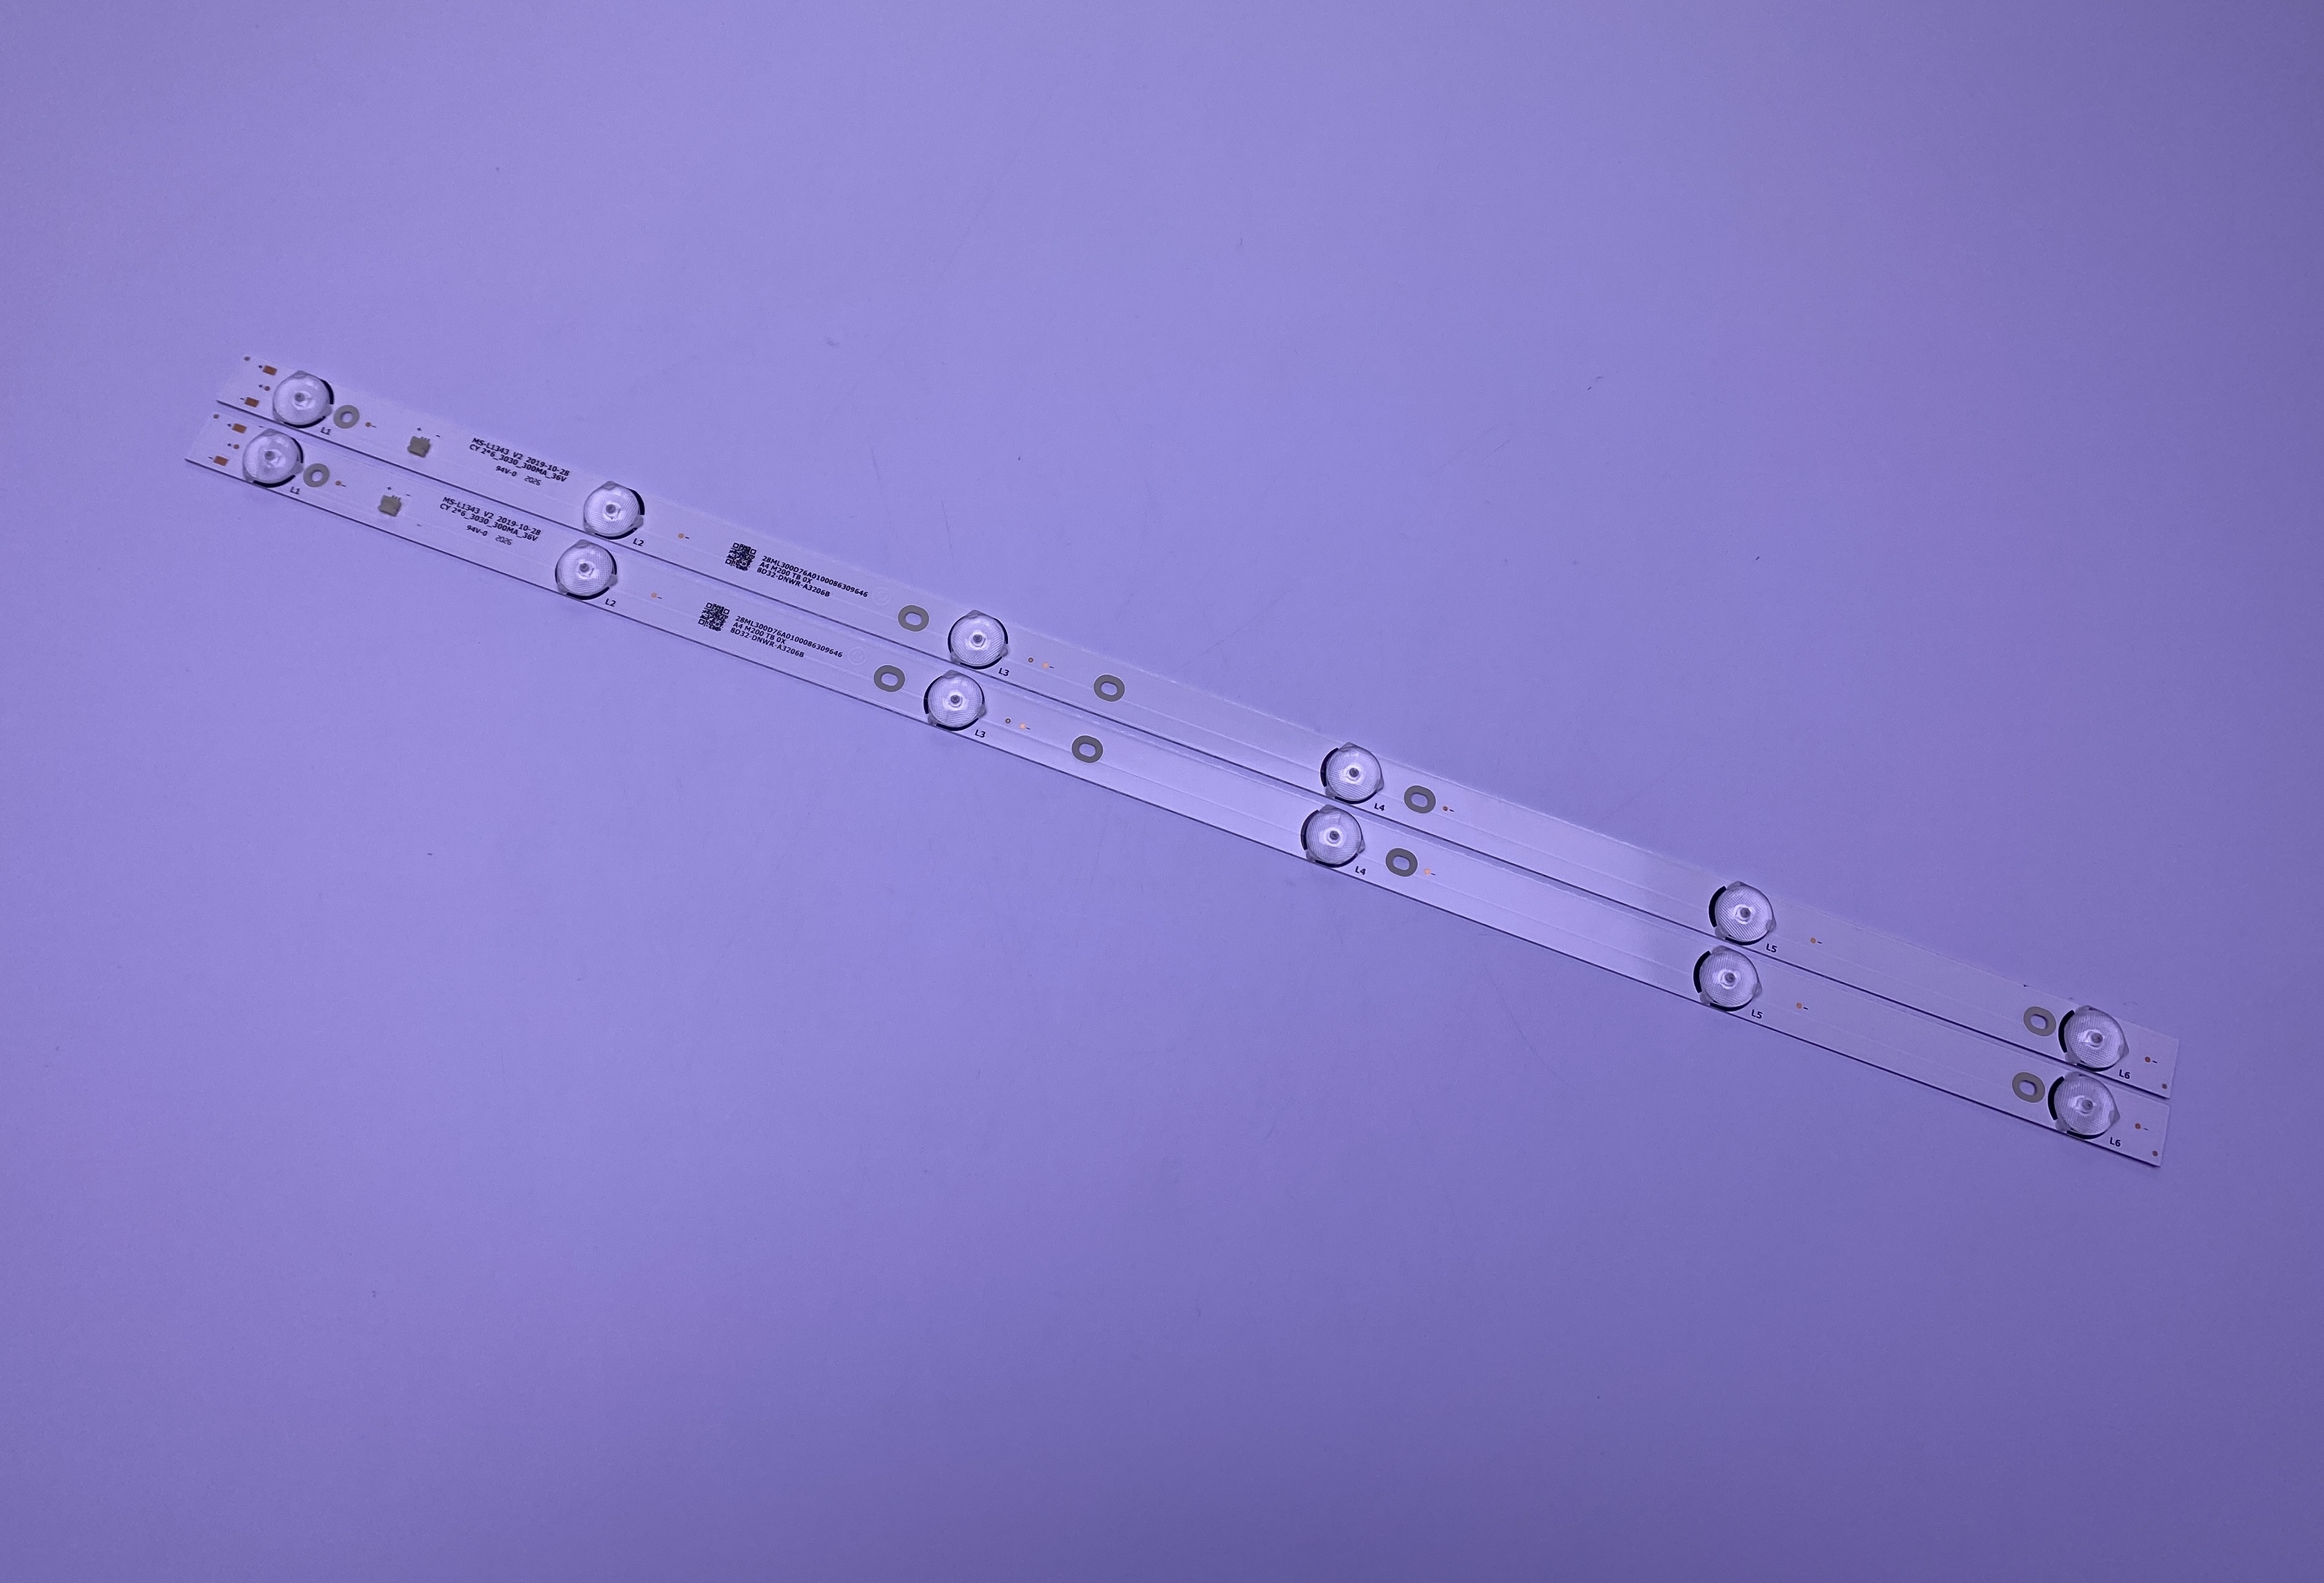 L1
MS-L1343 V2 2019-10-28
CY 2*6_3030_300MA_36V
94V-0 2026
L2
28ML300D76A0100086309646
A4 M200 TB 0X
8D32-DNWR-A3206B
L3
L4
L5
L6
L1
MS-L1343 V2 2019-10-28
CY 2*6_3030_300MA_36V
94V-0 2026
L2
28ML300D76A0100086309646
A4 M200 TB 0X
8D32-DNWR-A3206B
L3
L4
L5
L6